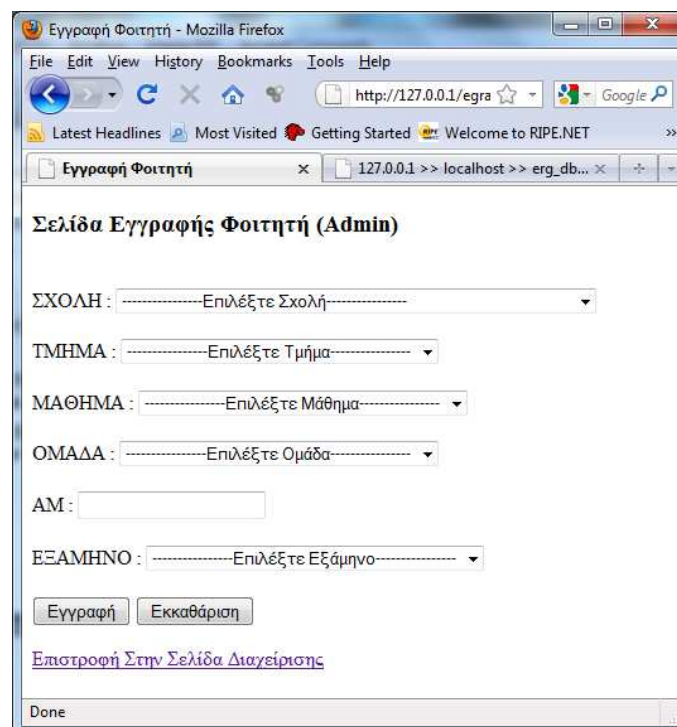 Εγγραφή Φοιτητή - Mozilla Firefox
File Edit View History Bookmarks Tools Help
http://127.0.0.1/egra Google
Latest Headlines Most Visited Getting Started Welcome to RIPE.NET »
Εγγραφή Φοιτητή 127.0.0.1 >> localhost >> erg_db...
Σελίδα Εγγραφής Φοιτητή (Admin)
ΣΧΟΛΗ : ----------------Επιλέξτε Σχολή----------------
ΤΜΗΜΑ : ----------------Επιλέξτε Τμήμα----------------
ΜΑΘΗΜΑ : ----------------Επιλέξτε Μάθημα----------------
ΟΜΑΔΑ : ----------------Επιλέξτε Ομάδα----------------
ΑΜ :
ΕΞΑΜΗΝΟ : ----------------Επιλέξτε Εξάμηνο----------------
Εγγραφή Εκκαθάριση
Επιστροφή Στην Σελίδα Διαχείρισης
Done